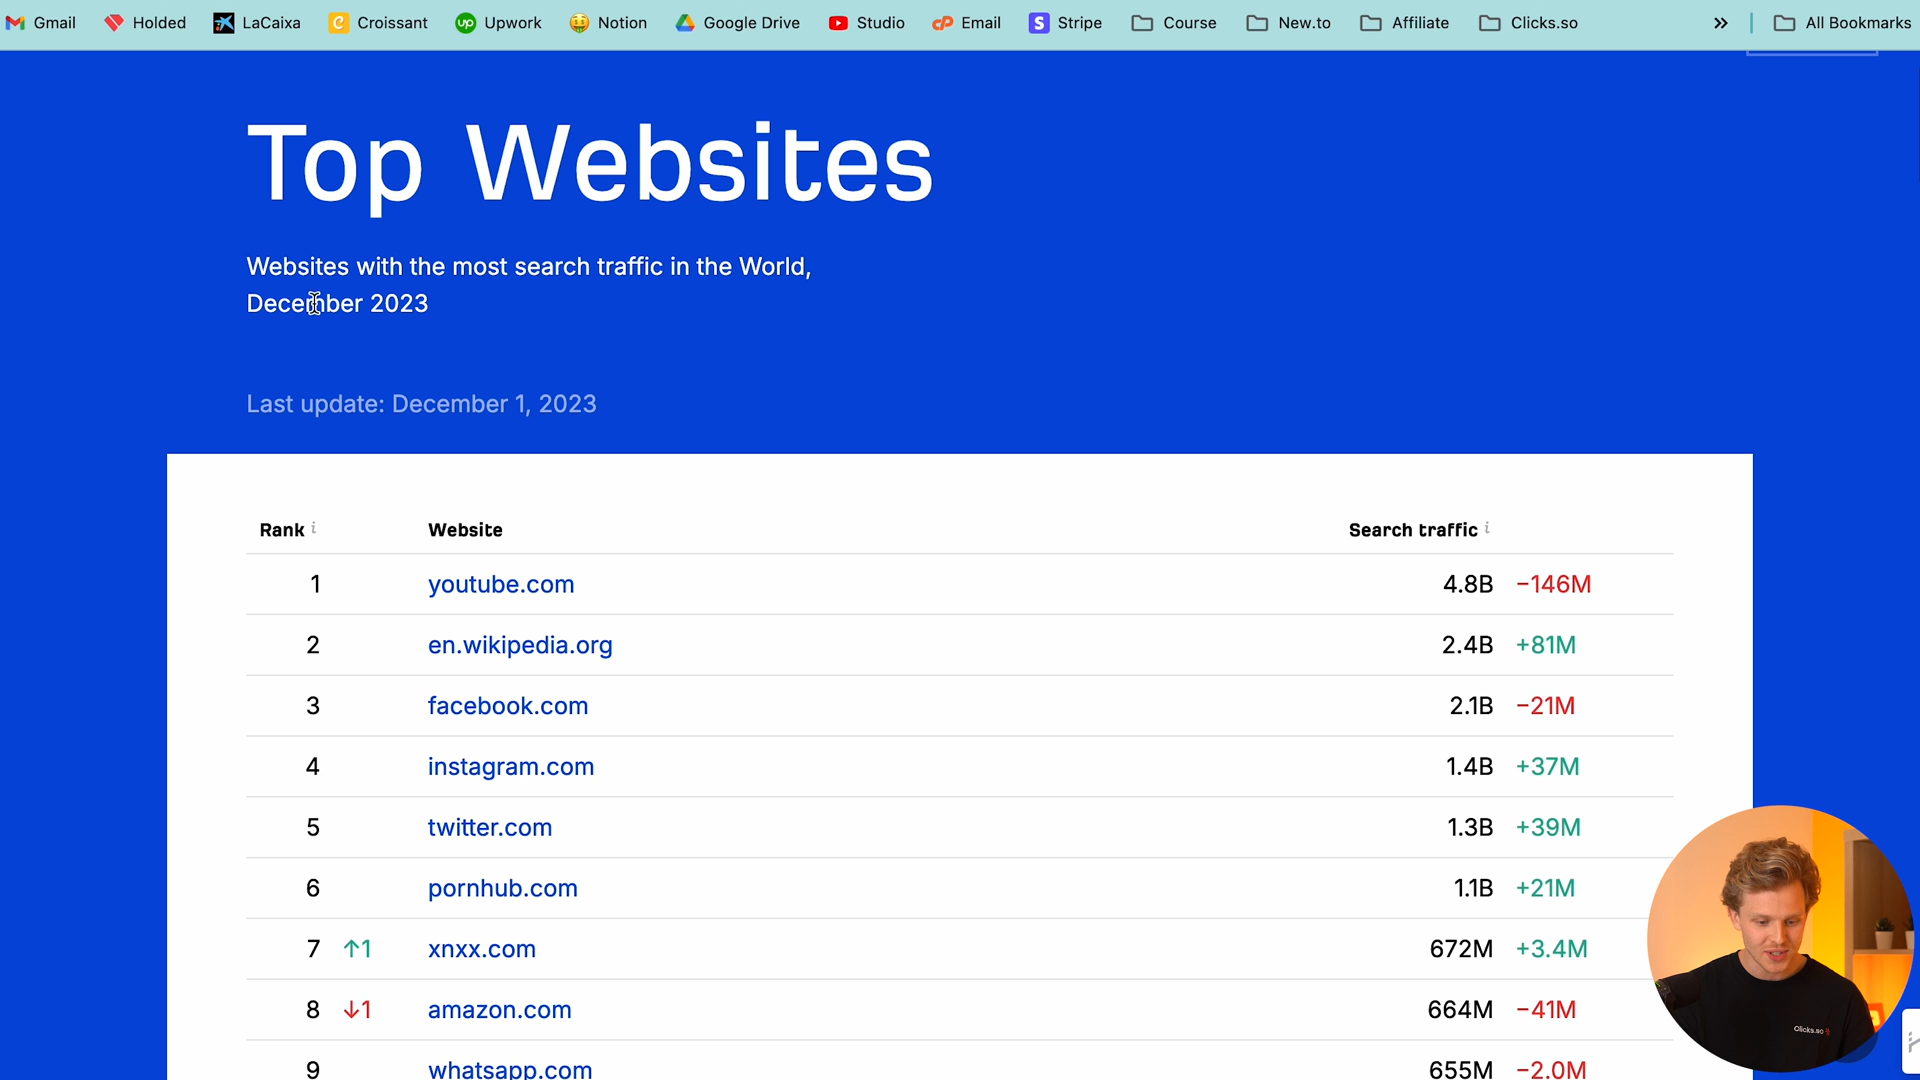 Gmail Holded LaCaixa Croissant Upwork Notion Google Drive Studio Email Stripe Course New.to Affiliate Clicks.so » All Bookmarks
Top Websites
Websites with the most search traffic in the World,
December 2023
Last update: December 1, 2023
Rank i Website Search traffic i
1 youtube.com 4.8B −146M
2 en.wikipedia.org 2.4B +81M
3 facebook.com 2.1B −21M
4 instagram.com 1.4B +37M
5 twitter.com 1.3B +39M
6 pornhub.com 1.1B +21M
7 ↑1 xnxx.com 672M +3.4M
8 ↓1 amazon.com 664M −41M
9 whatsapp.com 655M −2.0M
Clicks.so